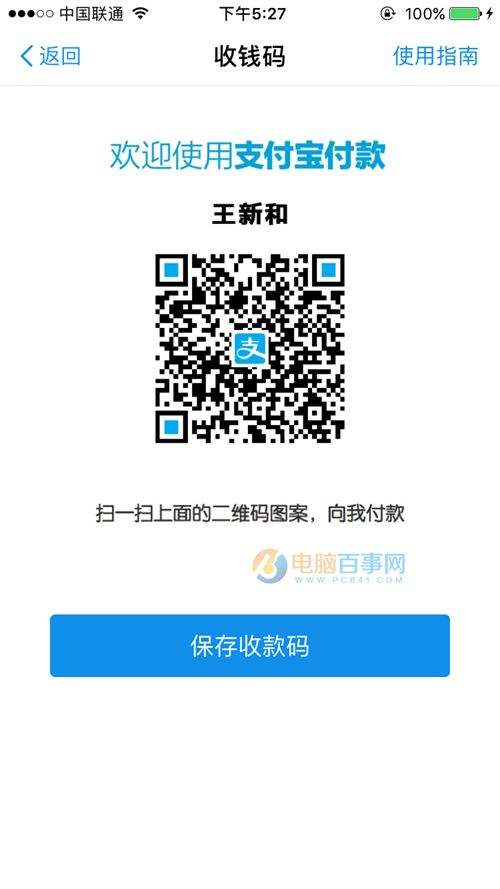 中国联通 下午5:27 100%
返回 收钱码 使用指南
欢迎使用支付宝付款
王新和
支
扫一扫上面的二维码图案，向我付款
电脑百事网
WWW.PC841.COM
保存收款码